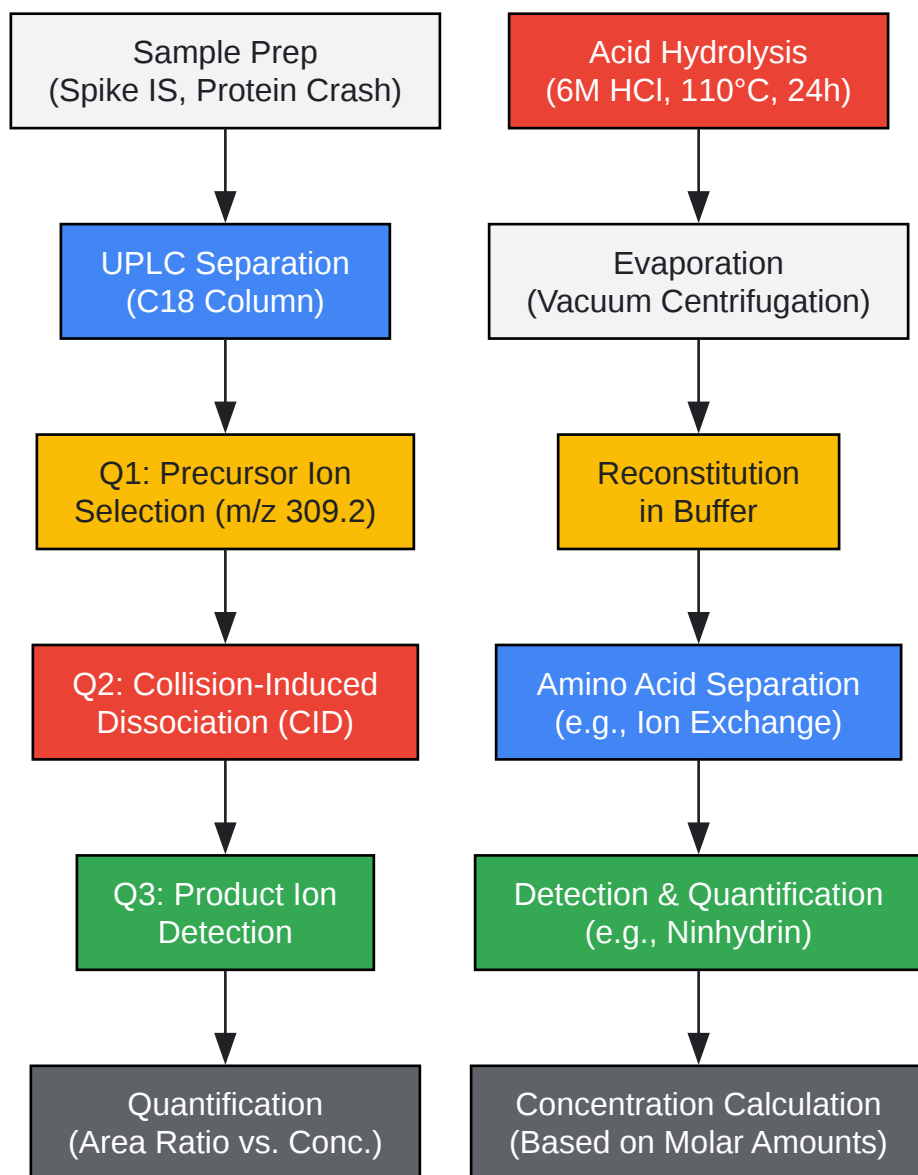 Sample Prep
(Spike IS, Protein Crash)
UPLC Separation
(C18 Column)
Q1: Precursor Ion
Selection (m/z 309.2)
Q2: Collision-Induced
Dissociation (CID)
Q3: Product Ion
Detection
Quantification
(Area Ratio vs. Conc.)
Acid Hydrolysis
(6M HCl, 110°C, 24h)
Evaporation
(Vacuum Centrifugation)
Reconstitution
in Buffer
Amino Acid Separation
(e.g., Ion Exchange)
Detection & Quantification
(e.g., Ninhydrin)
Concentration Calculation
(Based on Molar Amounts)